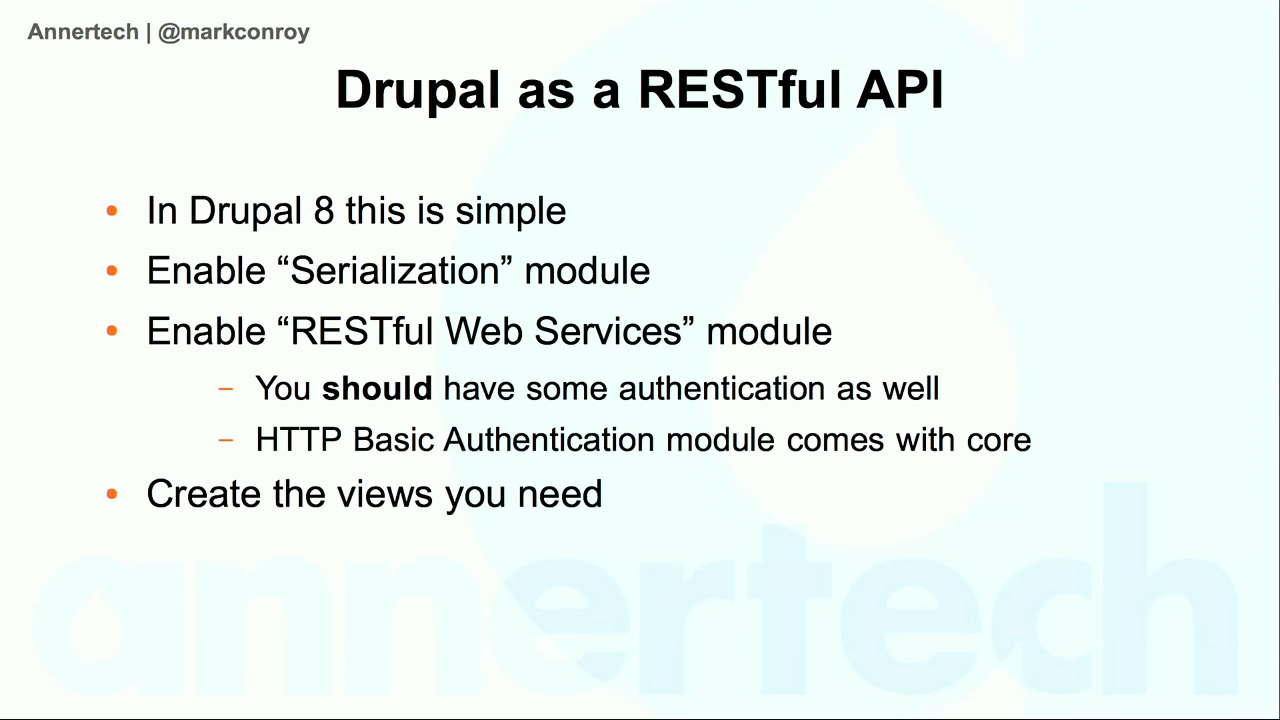 Annertech | @markconroy
Drupal as a RESTful API
• In Drupal 8 this is simple
• Enable “Serialization” module
• Enable “RESTful Web Services” module
– You should have some authentication as well
– HTTP Basic Authentication module comes with core
• Create the views you need
annertech